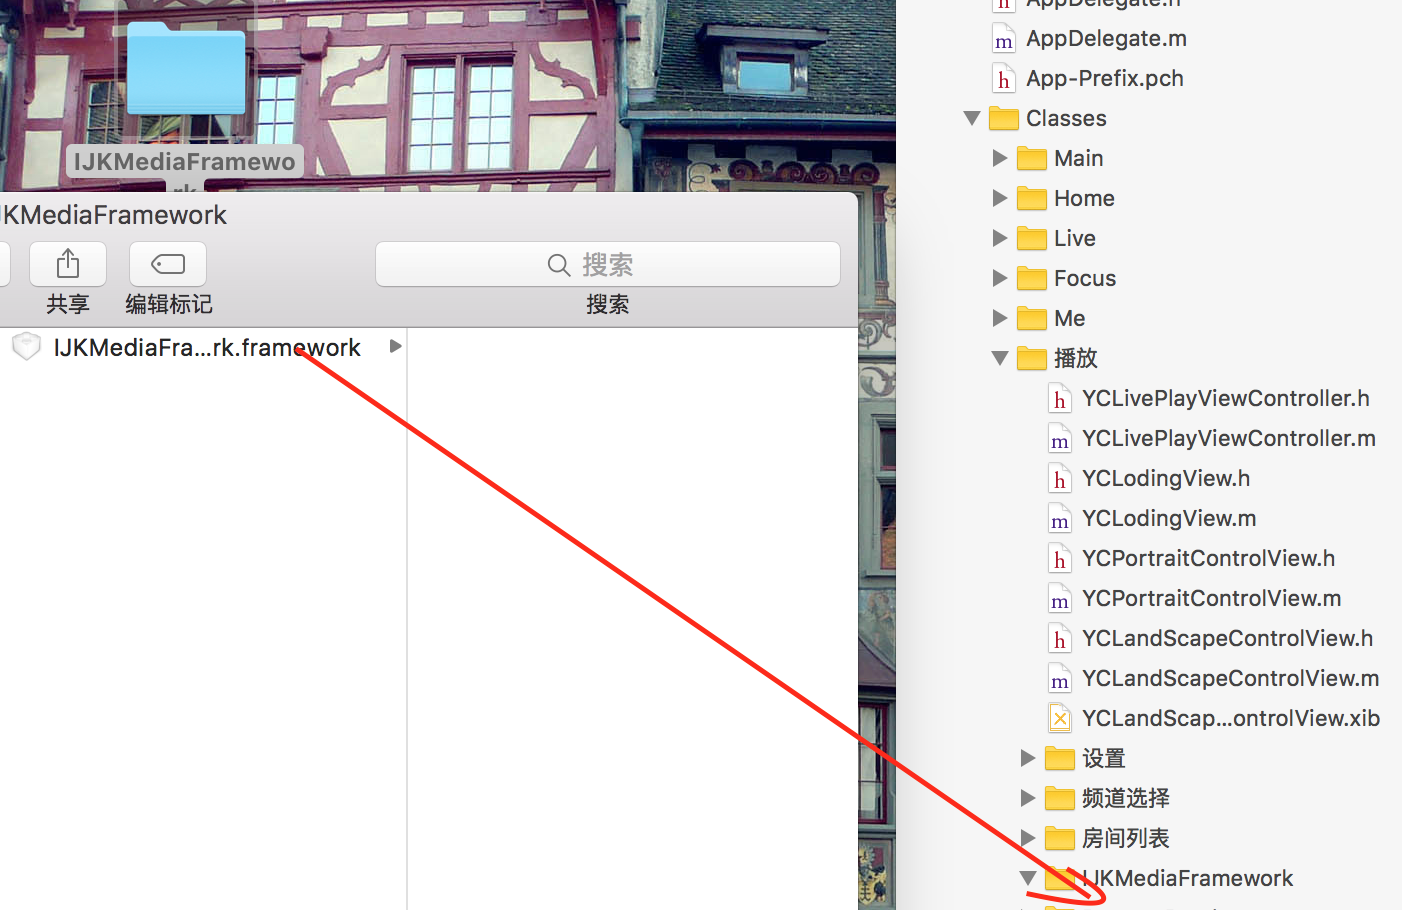 IJKMediaFramewo
rk
JKMediaFramework
共享
编辑标记
搜索
搜索
IJKMediaFra...rk.framework
AppDelegate.h
AppDelegate.m
App-Prefix.pch
Classes
Main
Home
Live
Focus
Me
播放
YCLivePlayViewController.h
YCLivePlayViewController.m
YCLodingView.h
YCLodingView.m
YCPortraitControlView.h
YCPortraitControlView.m
YCLandScapeControlView.h
YCLandScapeControlView.m
YCLandScap...ontrolView.xib
设置
频道选择
房间列表
IJKMediaFramework